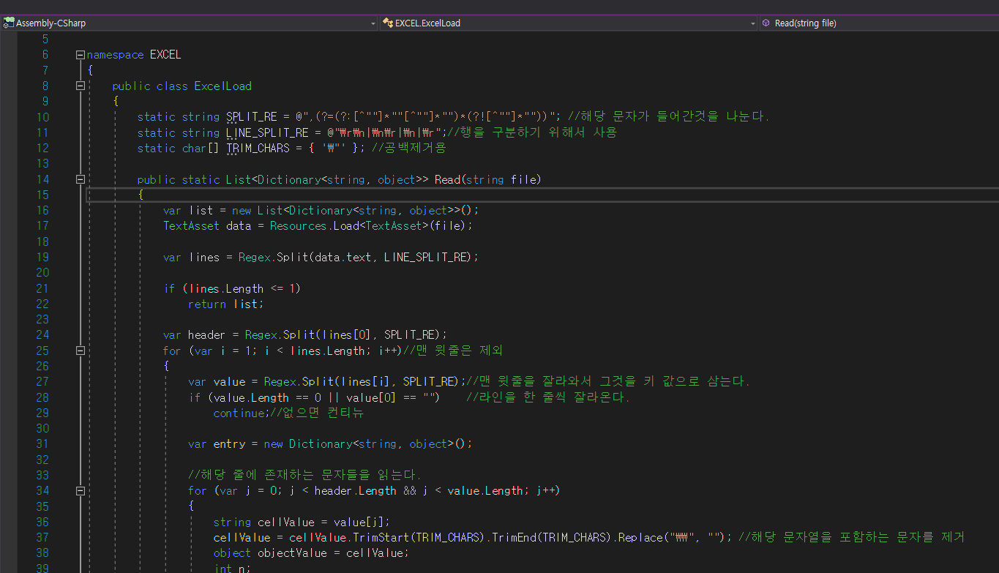 Assembly-CSharp EXCEL.ExcelLoad Read(string file)
5
6 namespace EXCEL
7 {
8 public class ExcelLoad
9 {
10 static string SPLIT_RE = @",(?=(?:[^""]*""[^""]*"")*(?![^""]*""))"; //해당 문자가 들어간것을 나눈다.
11 static string LINE_SPLIT_RE = @"₩r₩n|₩n₩r|₩n|₩r";//행을 구분하기 위해서 사용
12 static char[] TRIM_CHARS = { '₩"' }; //공백제거용
13
14 public static List<Dictionary<string, object>> Read(string file)
15 {
16 var list = new List<Dictionary<string, object>>();
17 TextAsset data = Resources.Load<TextAsset>(file);
18
19 var lines = Regex.Split(data.text, LINE_SPLIT_RE);
20
21 if (lines.Length <= 1)
22 return list;
23
24 var header = Regex.Split(lines[0], SPLIT_RE);
25 for (var i = 1; i < lines.Length; i++)//맨 윗줄은 제외
26 {
27 var value = Regex.Split(lines[i], SPLIT_RE);//맨 윗줄을 잘라와서 그것을 키 값으로 삼는다.
28 if (value.Length == 0 || value[0] == "") //라인을 한 줄씩 잘라온다.
29 continue;//없으면 컨티뉴
30
31 var entry = new Dictionary<string, object>();
32
33 //해당 줄에 존재하는 문자들을 읽는다.
34 for (var j = 0; j < header.Length && j < value.Length; j++)
35 {
36 string cellValue = value[j];
37 cellValue = cellValue.TrimStart(TRIM_CHARS).TrimEnd(TRIM_CHARS).Replace("₩₩", ""); //해당 문자열을 포함하는 문자를 제거
38 object objectValue = cellValue;
39 int n;